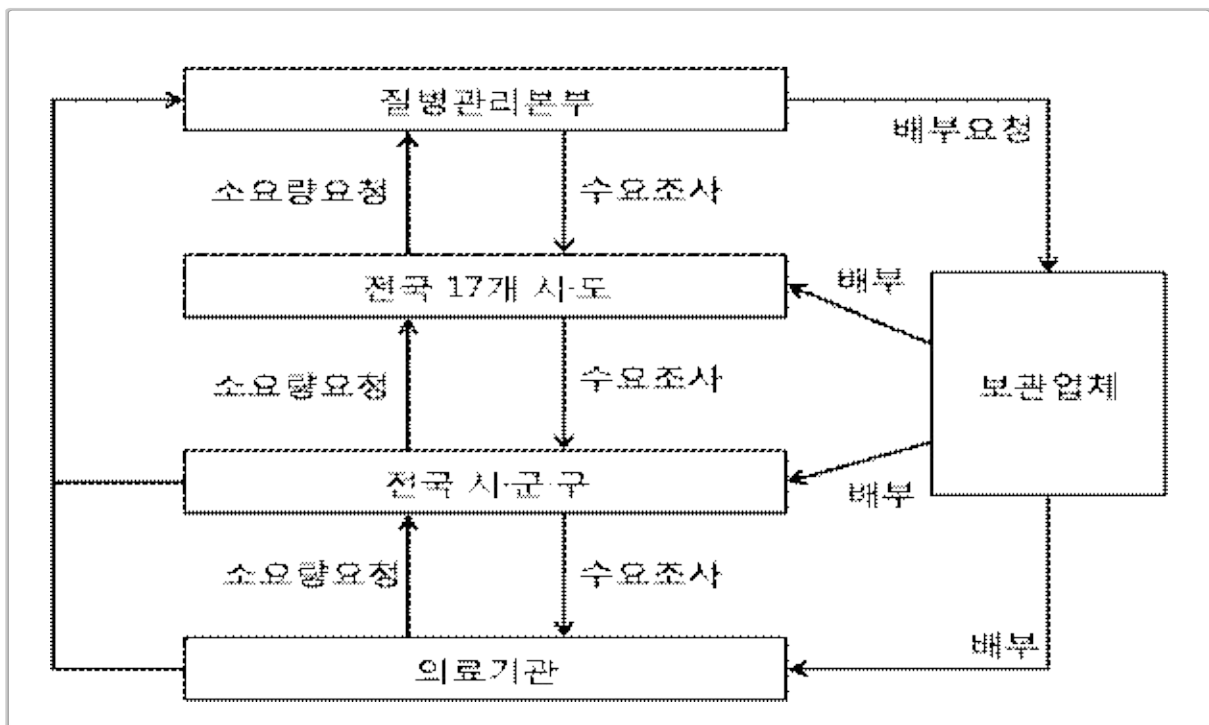 질병관리본부
배부요청
소요량요청
수요조사
전국 17개 시·도
배부
소요량요청
수요조사
보관업체
전국 시·군·구
배부
소요량요청
수요조사
의료기관
배부